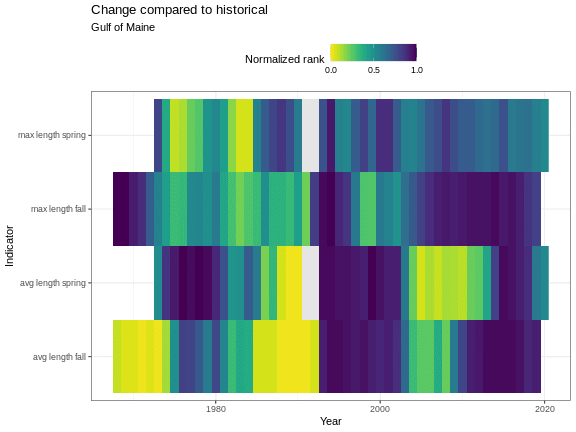 Change compared to historical
Gulf of Maine
Normalized rank
0.0 0.5 1.0
max length spring
max length fall
avg length spring
avg length fall
Indicator
1980 2000 2020
Year